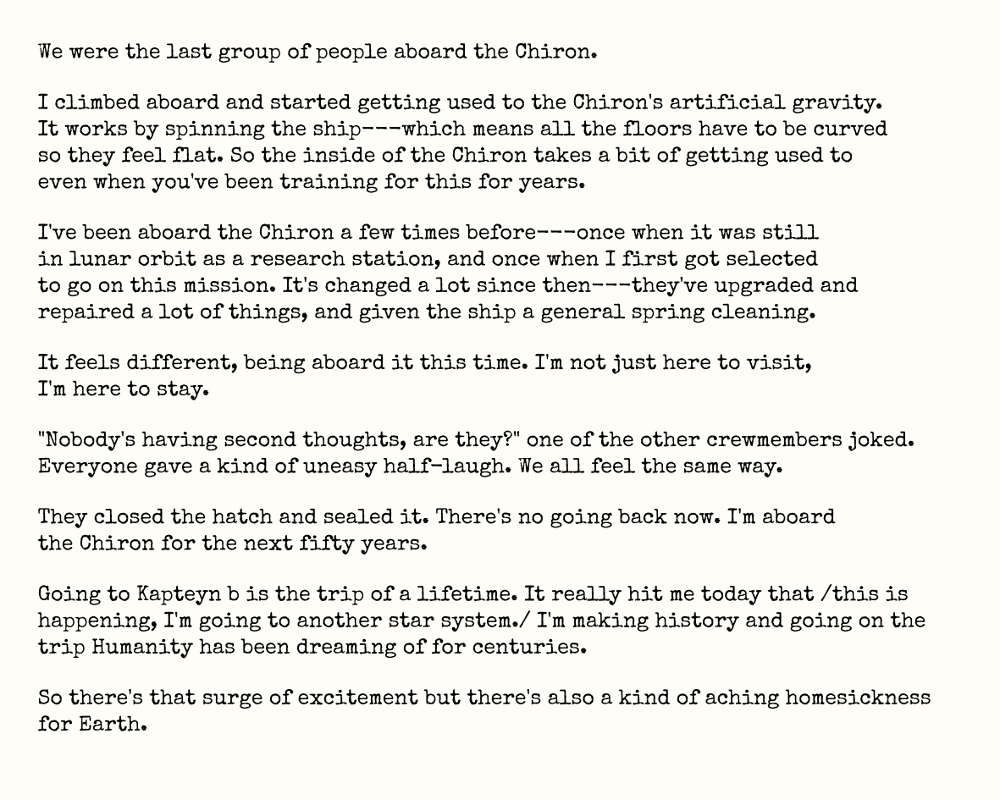 We were the last group of people aboard the Chiron.
I climbed aboard and started getting used to the Chiron's artificial gravity.
It works by spinning the ship---which means all the floors have to be curved
so they feel flat. So the inside of the Chiron takes a bit of getting used to
even when you've been training for this for years.
I've been aboard the Chiron a few times before---once when it was still
in lunar orbit as a research station, and once when I first got selected
to go on this mission. It's changed a lot since then---they've upgraded and
repaired a lot of things, and given the ship a general spring cleaning.
It feels different, being aboard it this time. I'm not just here to visit,
I'm here to stay.
"Nobody's having second thoughts, are they?" one of the other crewmembers joked.
Everyone gave a kind of uneasy half-laugh. We all feel the same way.
They closed the hatch and sealed it. There's no going back now. I'm aboard
the Chiron for the next fifty years.
Going to Kapteyn b is the trip of a lifetime. It really hit me today that /this is
happening, I'm going to another star system./ I'm making history and going on the
trip Humanity has been dreaming of for centuries.
So there's that surge of excitement but there's also a kind of aching homesickness
for Earth.